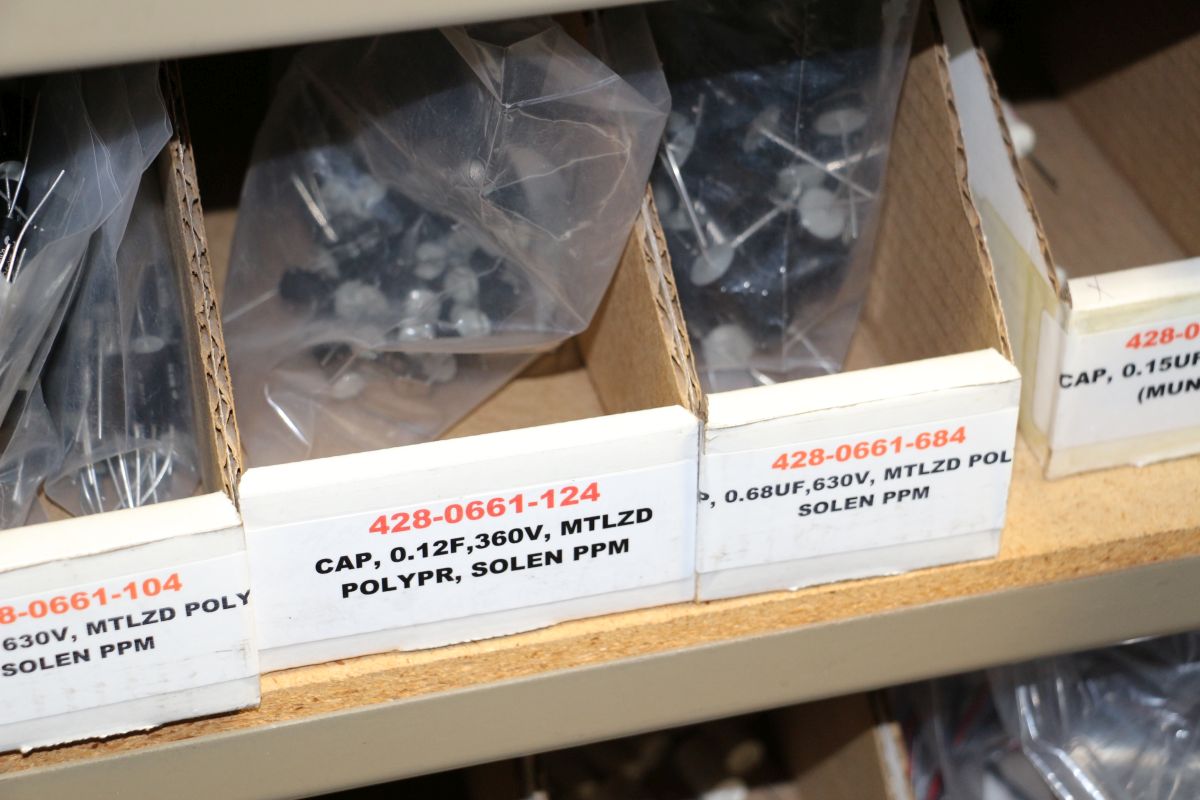 8-0661-104
630V, MTLZD POLY
SOLEN PPM
428-0661-124
CAP, 0.12F,360V, MTLZD
POLYPR, SOLEN PPM
428-0661-684
P, 0.68UF,630V, MTLZD POL
SOLEN PPM
428-0
CAP, 0.15UF
(MUN